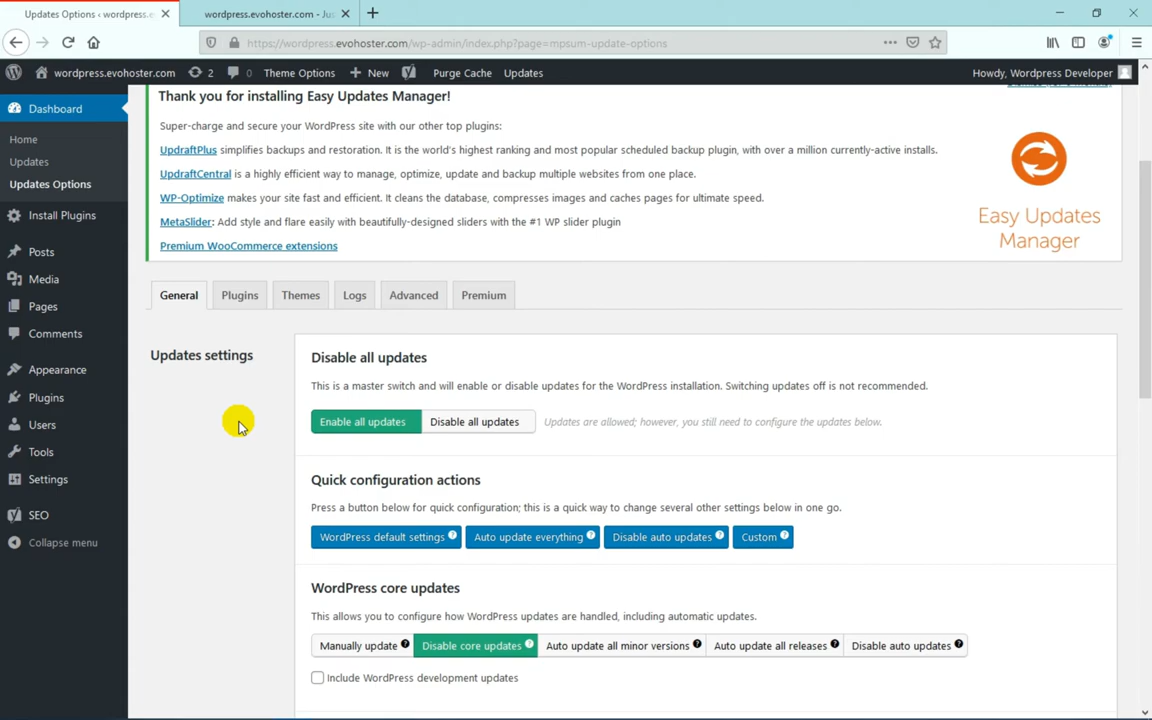 Updates Options ‹ wordpress.e
wordpress.evohoster.com - Jus
https://wordpress.evohoster.com/wp-admin/index.php?page=mpsum-update-options
wordpress.evohoster.com
2
0
Theme Options
New
Purge Cache
Updates
Howdy, Wordpress Developer
Dashboard
Home
Updates
Updates Options
Install Plugins
Posts
Media
Pages
Comments
Appearance
Plugins
Users
Tools
Settings
SEO
Collapse menu
Thank you for installing Easy Updates Manager!
Super-charge and secure your WordPress site with our other top plugins:
UpdraftPlus simplifies backups and restoration. It is the world's highest ranking and most popular scheduled backup plugin, with over a million currently-active installs.
UpdraftCentral is a highly efficient way to manage, optimize, update and backup multiple websites from one place.
WP-Optimize makes your site fast and efficient. It cleans the database, compresses images and caches pages for ultimate speed.
MetaSlider: Add style and flare easily with beautifully-designed sliders with the #1 WP slider plugin
Premium WooCommerce extensions
Easy Updates
Manager
General
Plugins
Themes
Logs
Advanced
Premium
Updates settings
Disable all updates
This is a master switch and will enable or disable updates for the WordPress installation. Switching updates off is not recommended.
Enable all updates
Disable all updates
Updates are allowed; however, you still need to configure the updates below.
Quick configuration actions
Press a button below for quick configuration; this is a quick way to change several other settings below in one go.
WordPress default settings
Auto update everything
Disable auto updates
Custom
WordPress core updates
This allows you to configure how WordPress updates are handled, including automatic updates.
Manually update
Disable core updates
Auto update all minor versions
Auto update all releases
Disable auto updates
Include WordPress development updates